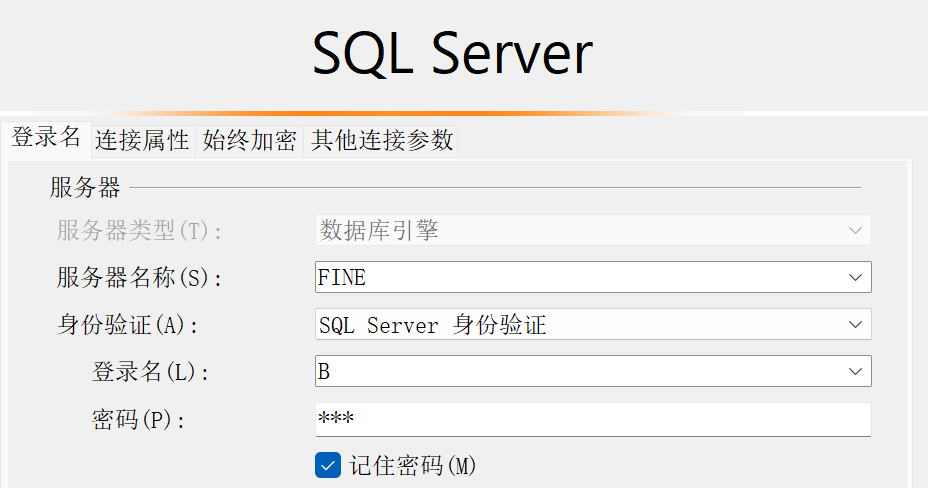 SQL Server
登录名 连接属性 始终加密 其他连接参数
服务器
服务器类型(T): 数据库引擎
服务器名称(S): FINE
身份验证(A): SQL Server 身份验证
登录名(L): B
密码(P): ***
记住密码(M)